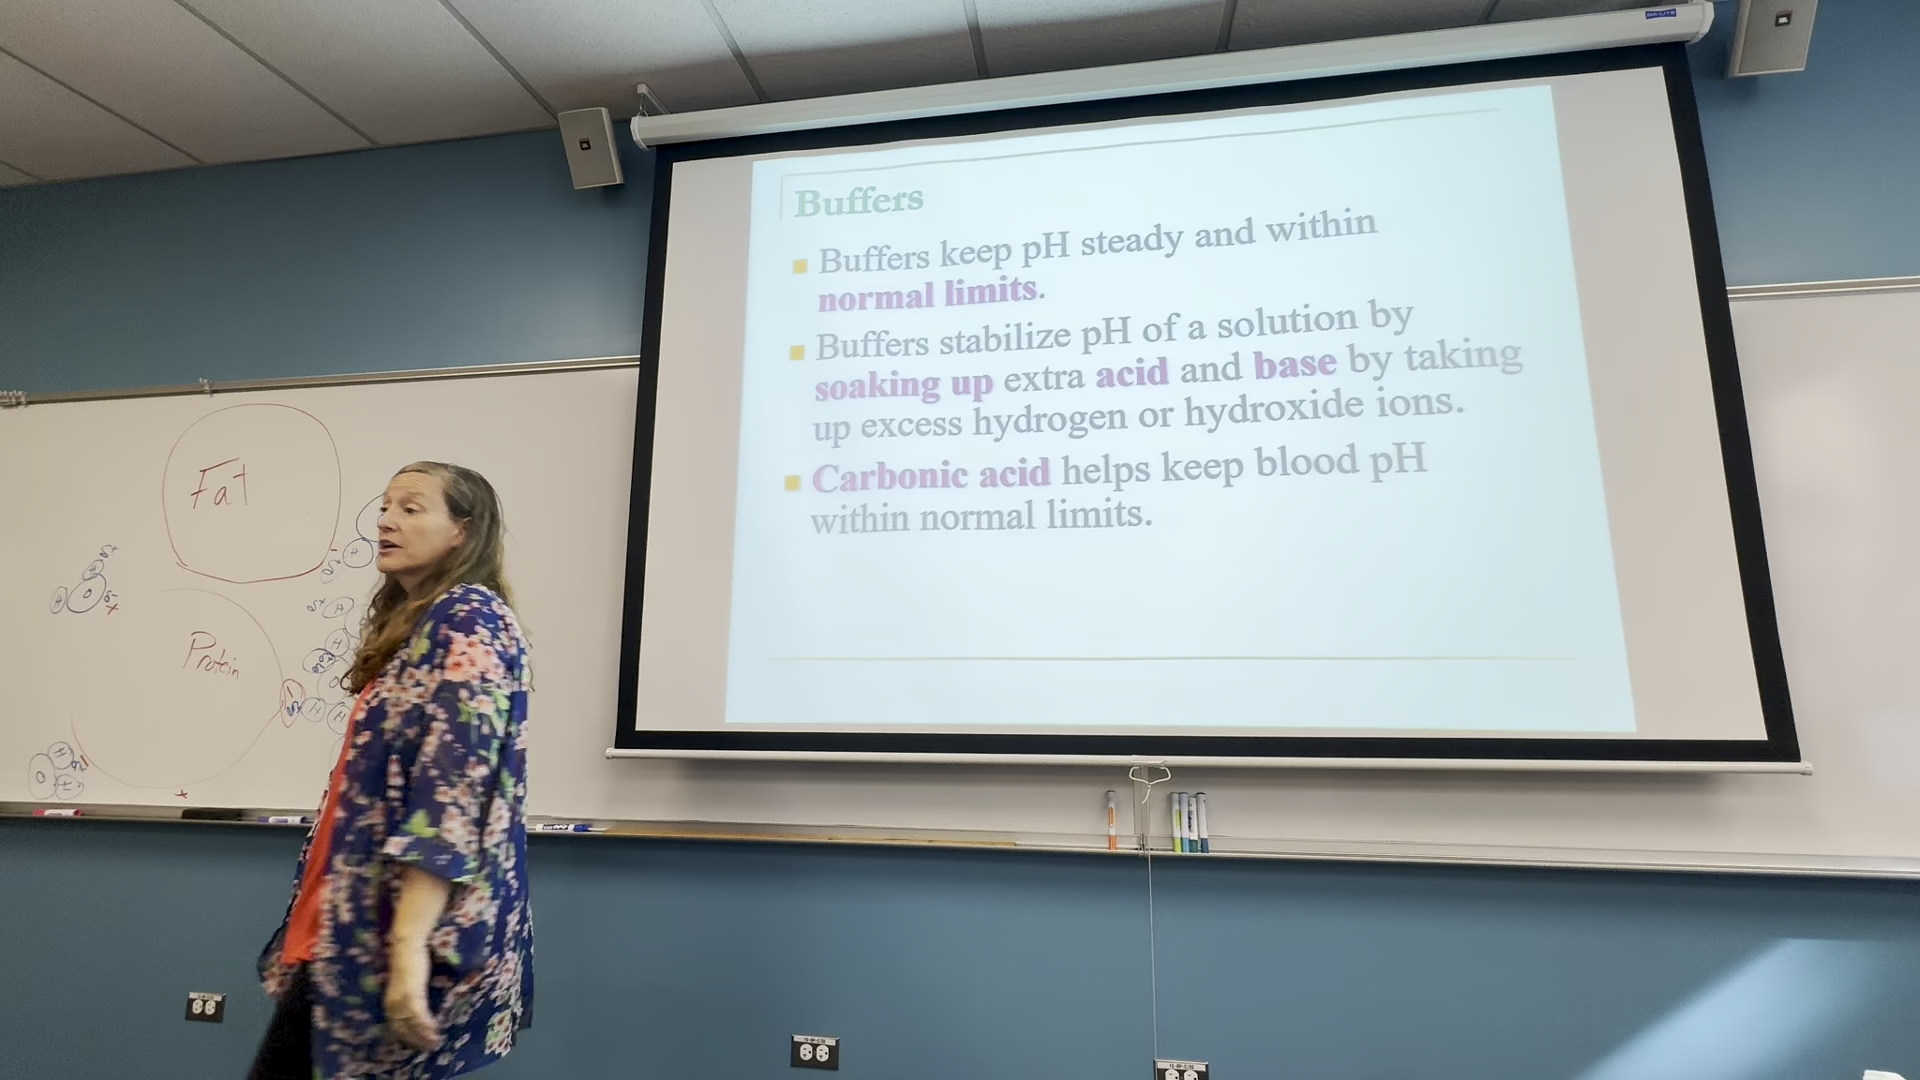 Buffers
Buffers keep pH steady and within
normal limits.
Buffers stabilize pH of a solution by
soaking up extra acid and base by taking
up excess hydrogen or hydroxide ions.
Carbonic acid helps keep blood pH
within normal limits.
Fat
Protein
DA-LITE